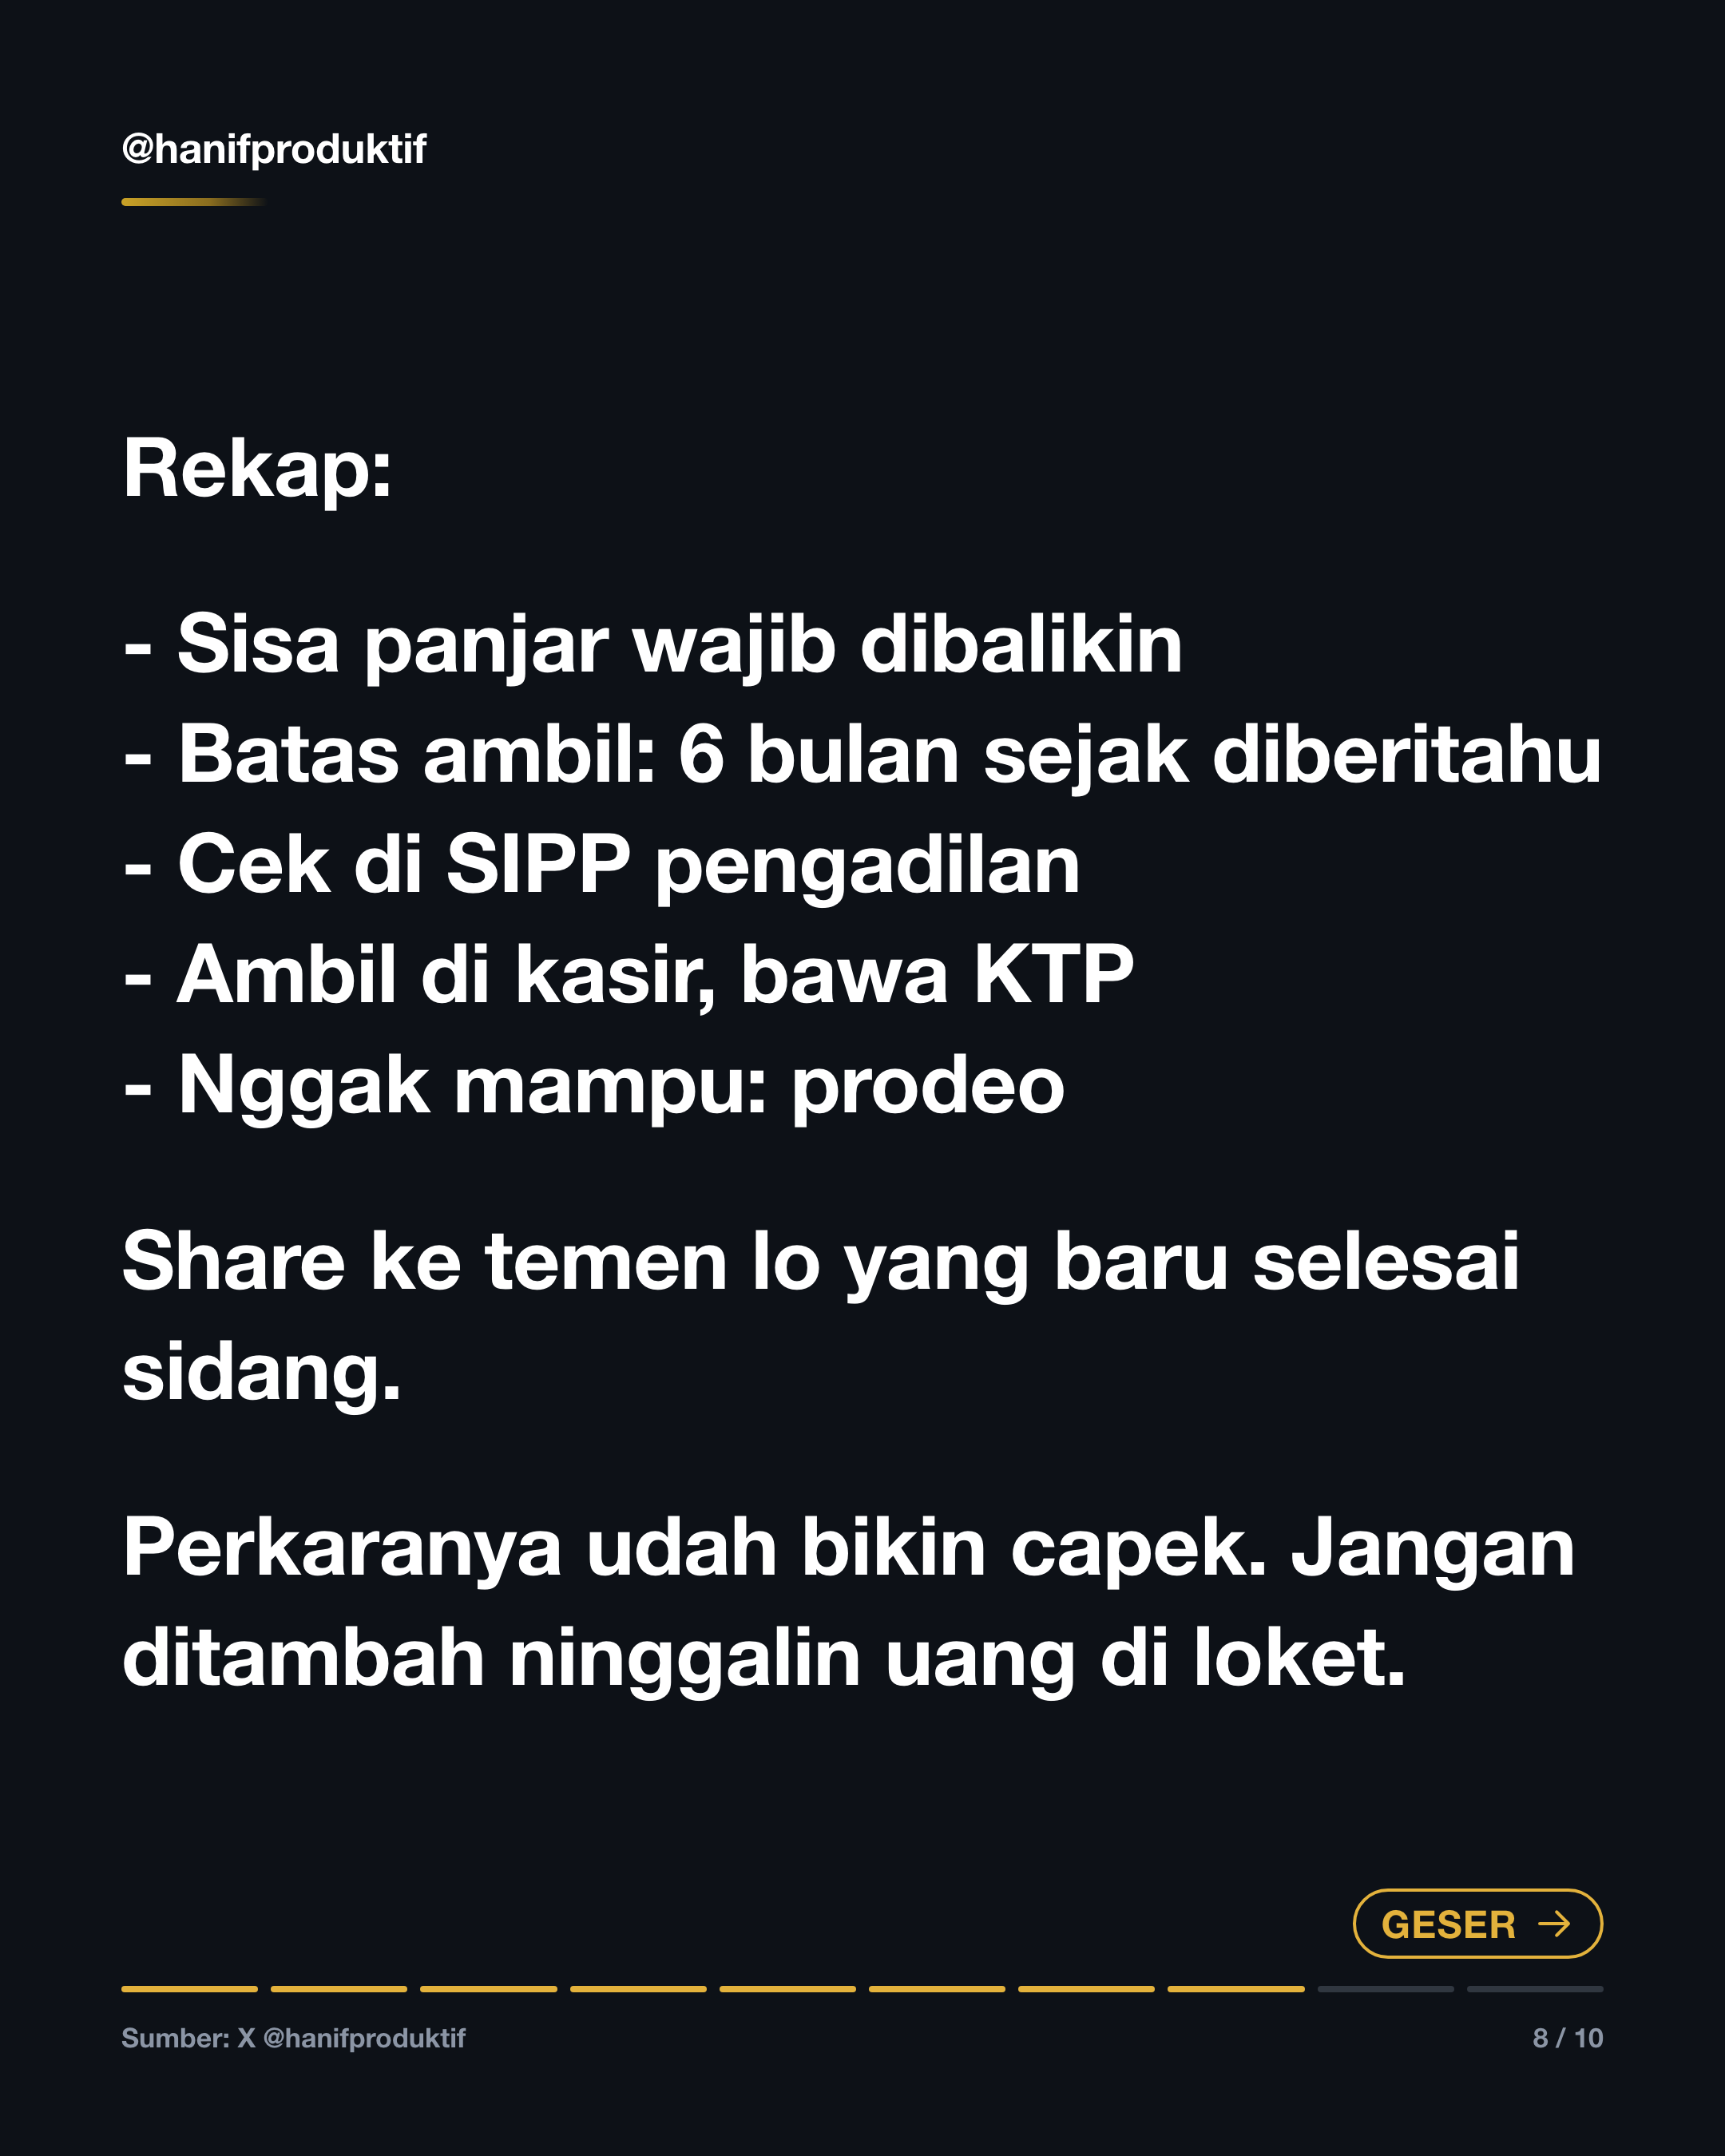 @hanifproduktif
Rekap:
- Sisa panjar wajib dibalikin
- Batas ambil: 6 bulan sejak diberitahu
- Cek di SIPP pengadilan
- Ambil di kasir, bawa KTP
- Nggak mampu: prodeo
Share ke temen lo yang baru selesai
sidang.
Perkaranya udah bikin capek. Jangan
ditambah ninggalin uang di loket.
GESER →
Sumber: X @hanifproduktif
8 / 10